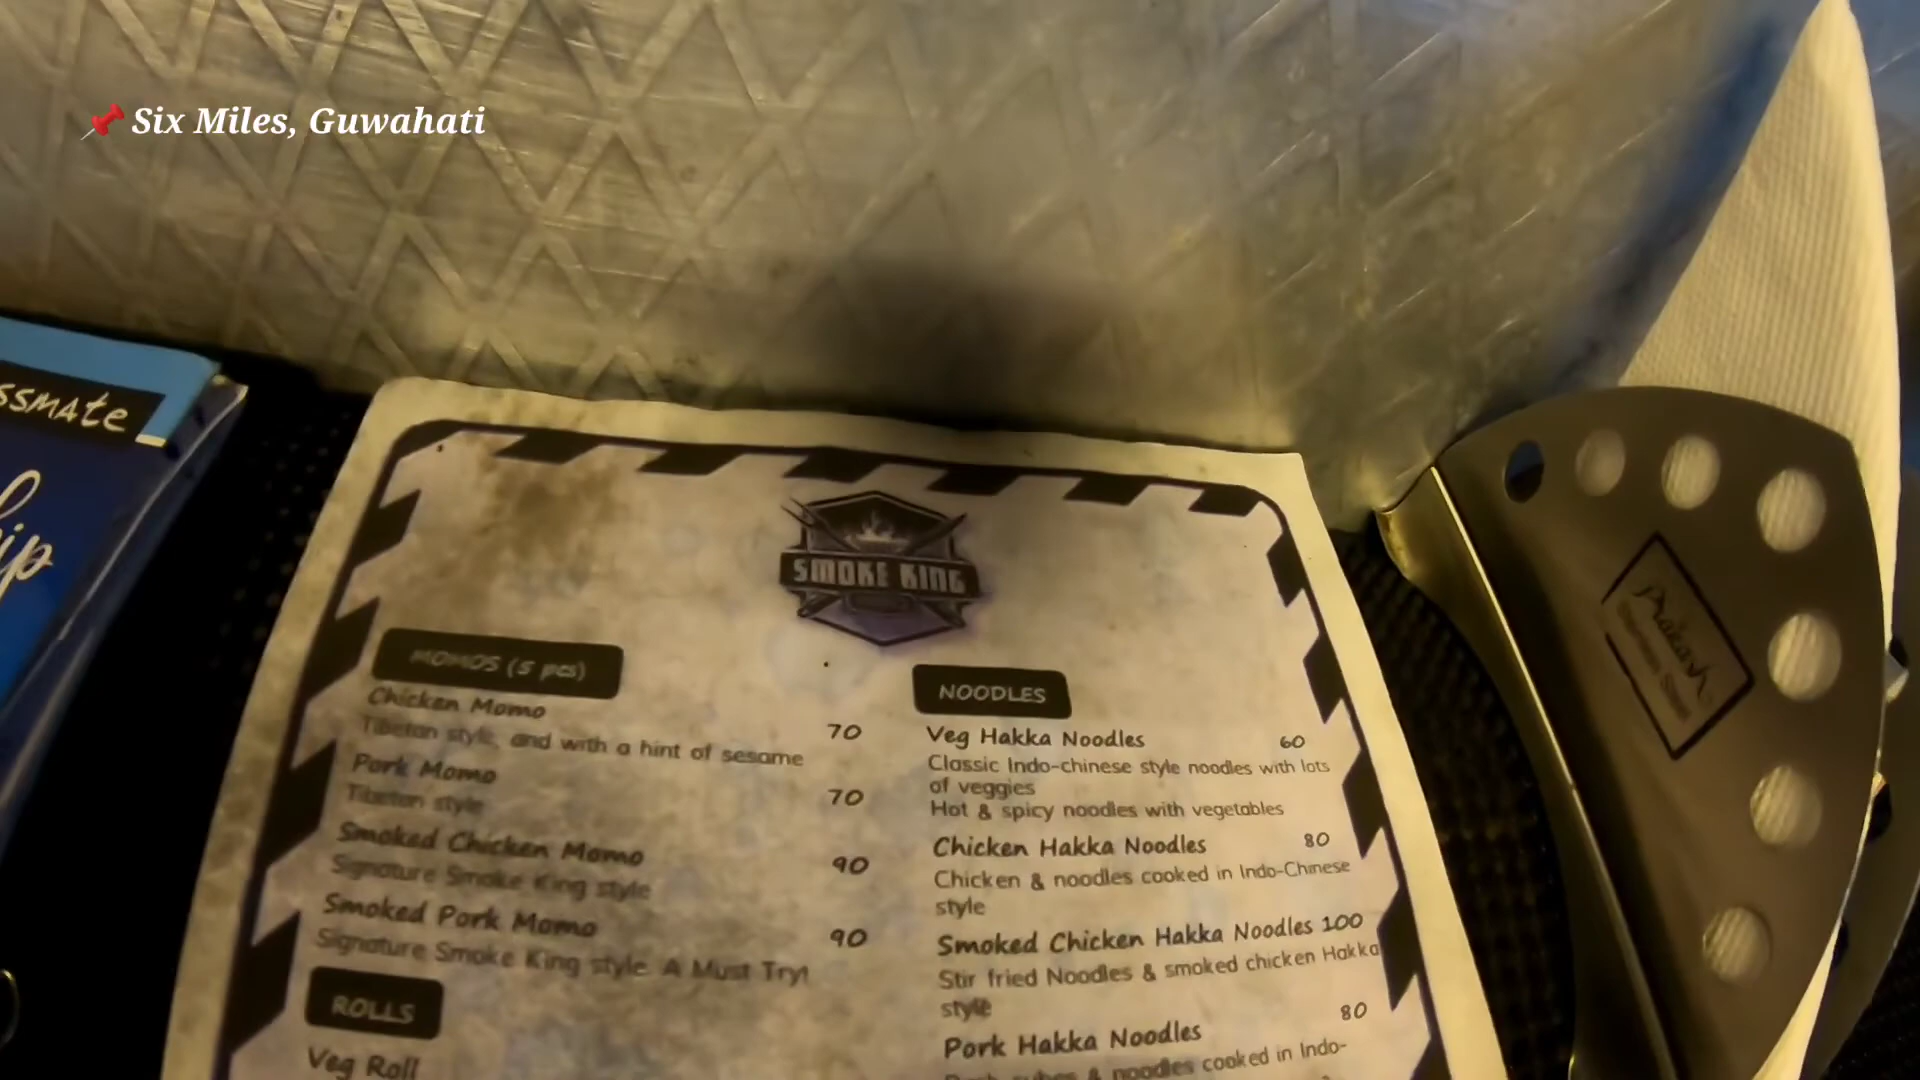 Six Miles, Guwahati
ssmate
ip
SMOKE KING
MOMOS (5 pcs)
Chicken Momo 70
Tibetan style, and with a hint of sesame
Pork Momo 70
Tibetan style
Smoked Chicken Momo 90
Signature Smoke King style
Smoked Pork Momo 90
Signature Smoke King style. A Must Try!
ROLLS
Veg Roll
NOODLES
Veg Hakka Noodles 60
Classic Indo-chinese style noodles with lots
of veggies
Hot & spicy noodles with vegetables
Chicken Hakka Noodles 80
Chicken & noodles cooked in Indo-Chinese
style
Smoked Chicken Hakka Noodles 100
Stir fried Noodles & smoked chicken Hakka
style
Pork Hakka Noodles 80
Pork cubes & noodles cooked in Indo-
Prakash